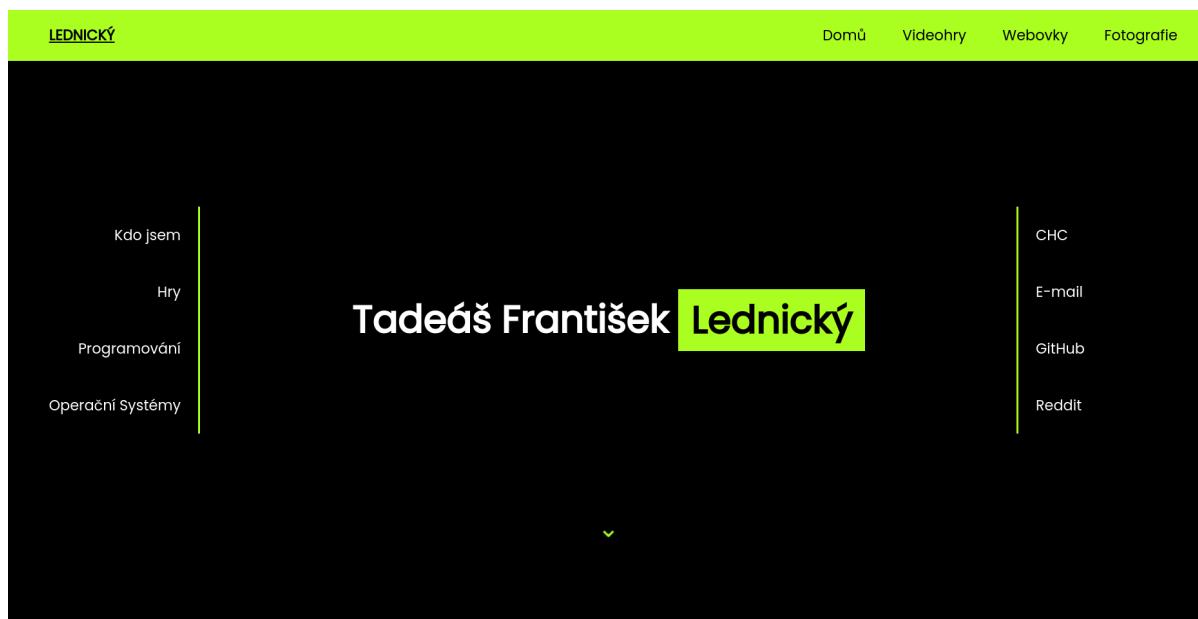 LEDNICKÝ
Domů Videohry Webovky Fotografie
Kdo jsem
Hry
Programování
Operační Systémy
Tadeáš František Lednický
CHC
E-mail
GitHub
Reddit